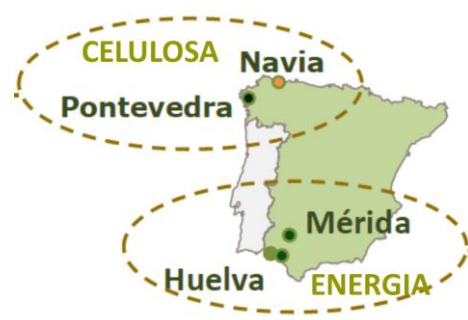 CELULOSA
Navia
Pontevedra
Mérida
Huelva
ENERGIA